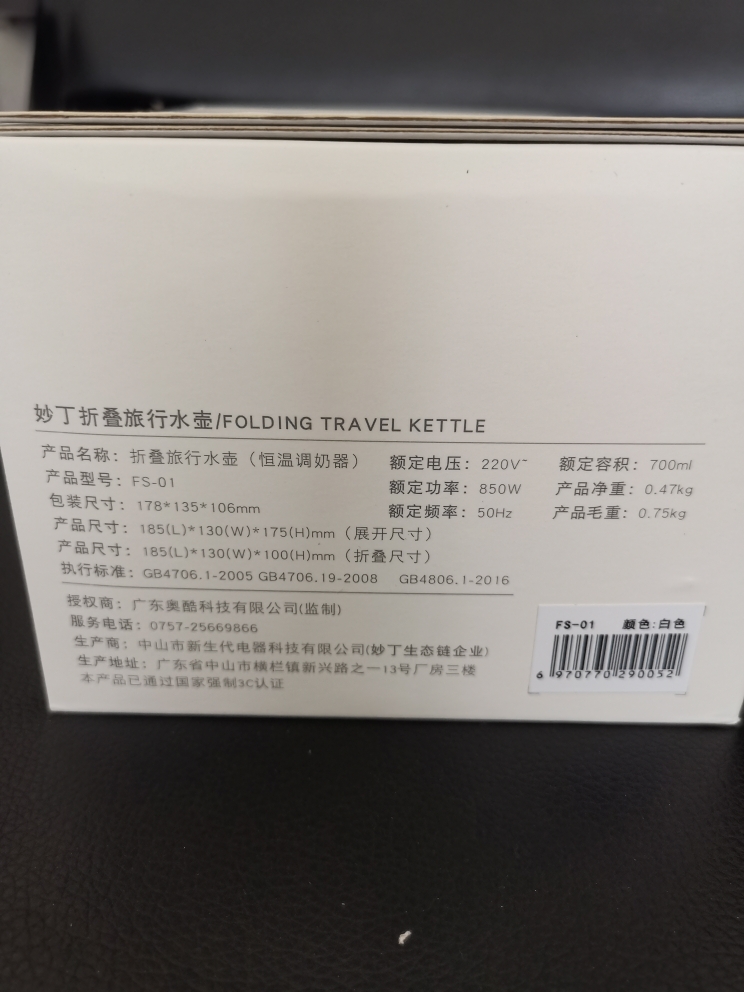 妙丁折叠旅行水壶/FOLDING TRAVEL KETTLE
产品名称：折叠旅行水壶（恒温调奶器） 额定电压：220V~ 额定容积：700ml
产品型号：FS-01 额定功率：850W 产品净重：0.47kg
包装尺寸：178*135*106mm 额定频率：50Hz 产品毛重：0.75kg
产品尺寸：185(L)*130(W)*175(H)mm（展开尺寸）
产品尺寸：185(L)*130(W)*100(H)mm（折叠尺寸）
执行标准：GB4706.1-2005 GB4706.19-2008 GB4806.1-2016
授权商：广东奥酷科技有限公司(监制)
服务电话：0757-25669866
生产商：中山市新生代电器科技有限公司(妙丁生态链企业)
生产地址：广东省中山市横栏镇新兴路之一13号厂房三楼
本产品已通过国家强制3C认证
FS-01 颜色:白色
6 970770 290052